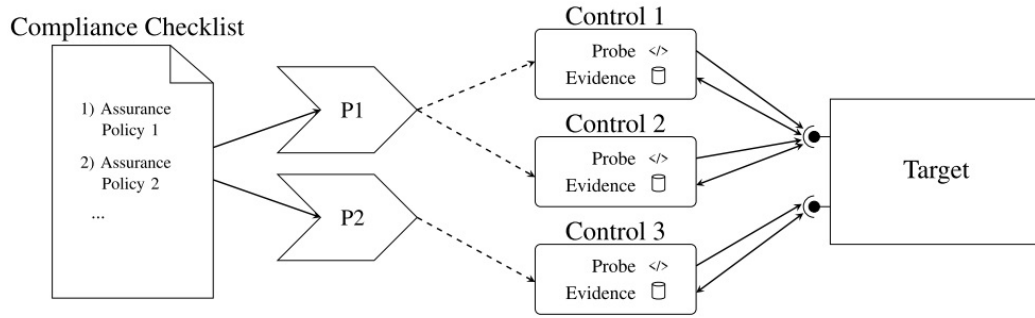 Compliance Checklist
1) Assurance
Policy 1
2) Assurance
Policy 2
...
P1
P2
Control 1
Probe </>
Evidence
Control 2
Probe </>
Evidence
Control 3
Probe </>
Evidence
Target